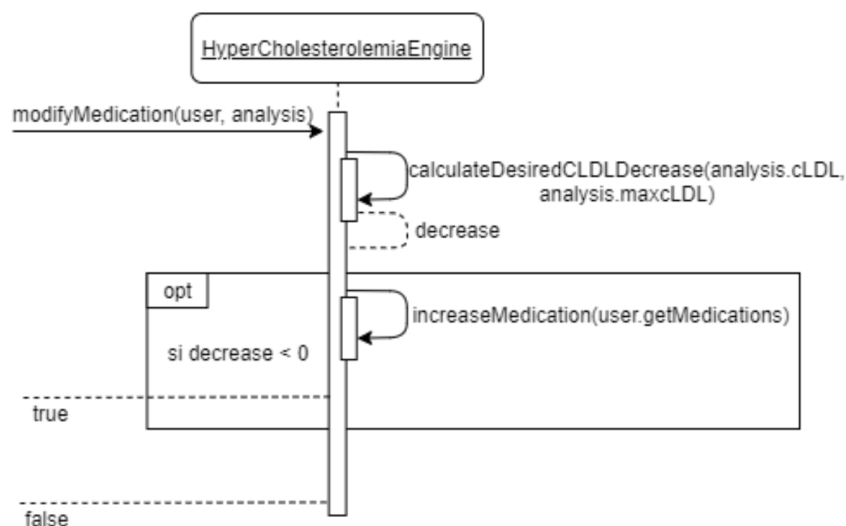 HyperCholesterolemiaEngine
modifyMedication(user, analysis)
calculateDesiredCLDLDecrease(analysis.cLDL,
analysis.maxcLDL)
decrease
opt
increaseMedication(user.getMedications)
si decrease < 0
true
false